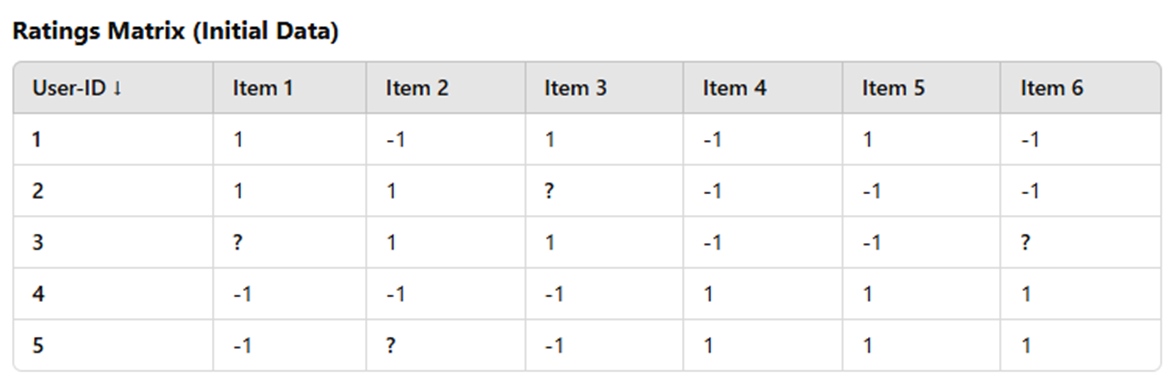 Ratings Matrix (Initial Data)
User-ID ↓ Item 1 Item 2 Item 3 Item 4 Item 5 Item 6
1 1 -1 1 -1 1 -1
2 1 1 ? -1 -1 -1
3 ? 1 1 -1 -1 ?
4 -1 -1 -1 1 1 1
5 -1 ? -1 1 1 1